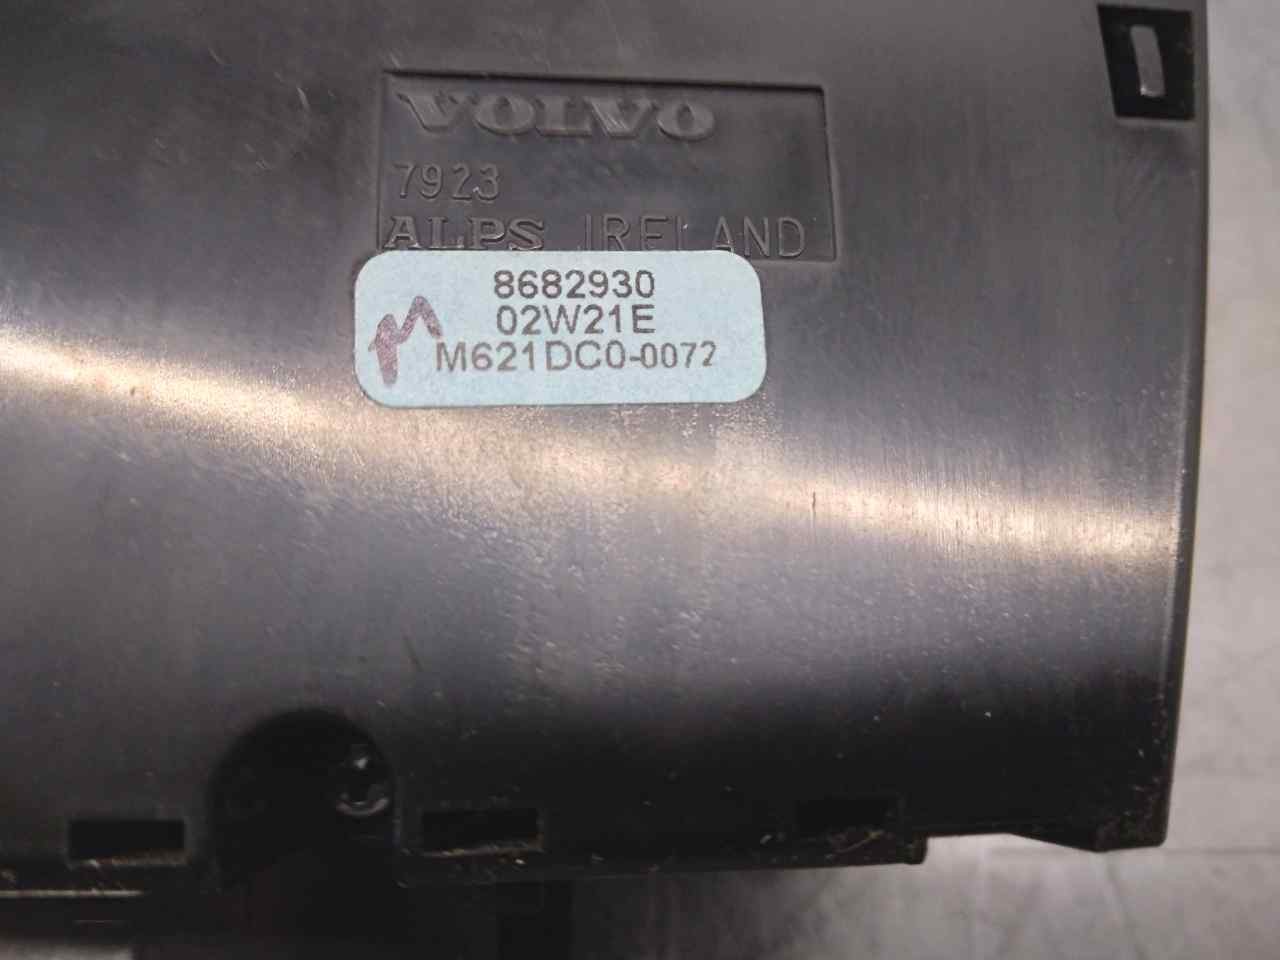 VOLVO
7923
ALPS IRELAND
8682930
02W21E
M621DC0-0072